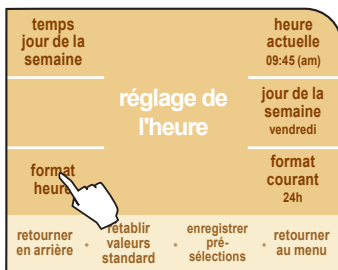 temps
jour de la
semaine
heure
actuelle
09:45 (am)
réglage de
l'heure
jour de la
semaine
vendredi
format
heure
format
courant
24h
retourner
en arrière
•
rétablir
valeurs
standard
•
enregistrer
pré-
sélections
•
retourner
au menu